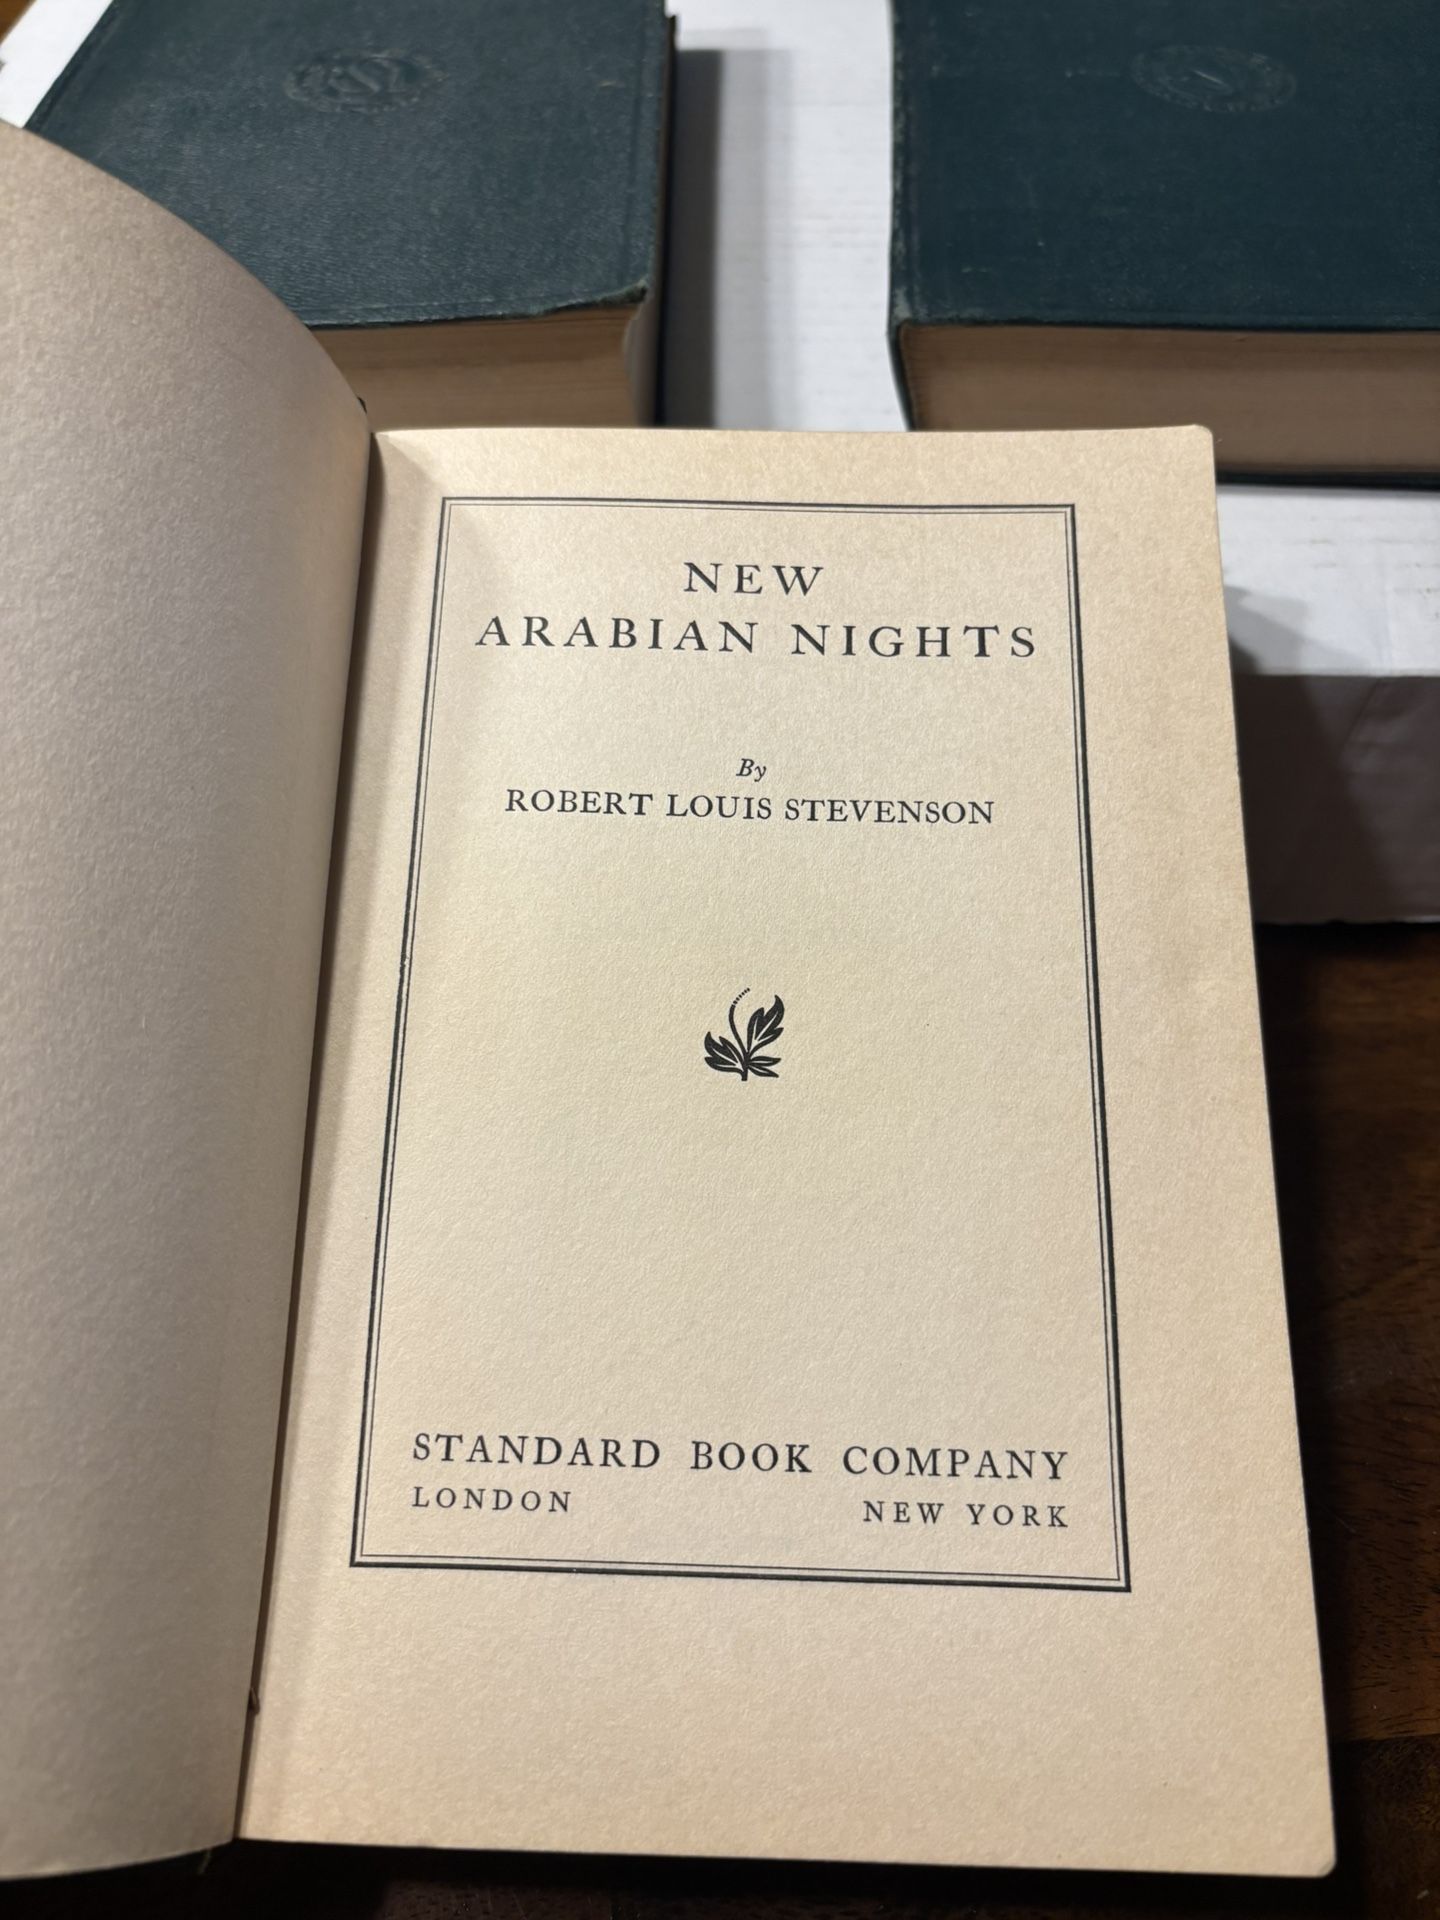 NEW
ARABIAN NIGHTS
By
ROBERT LOUIS STEVENSON
STANDARD BOOK COMPANY
LONDON NEW YORK